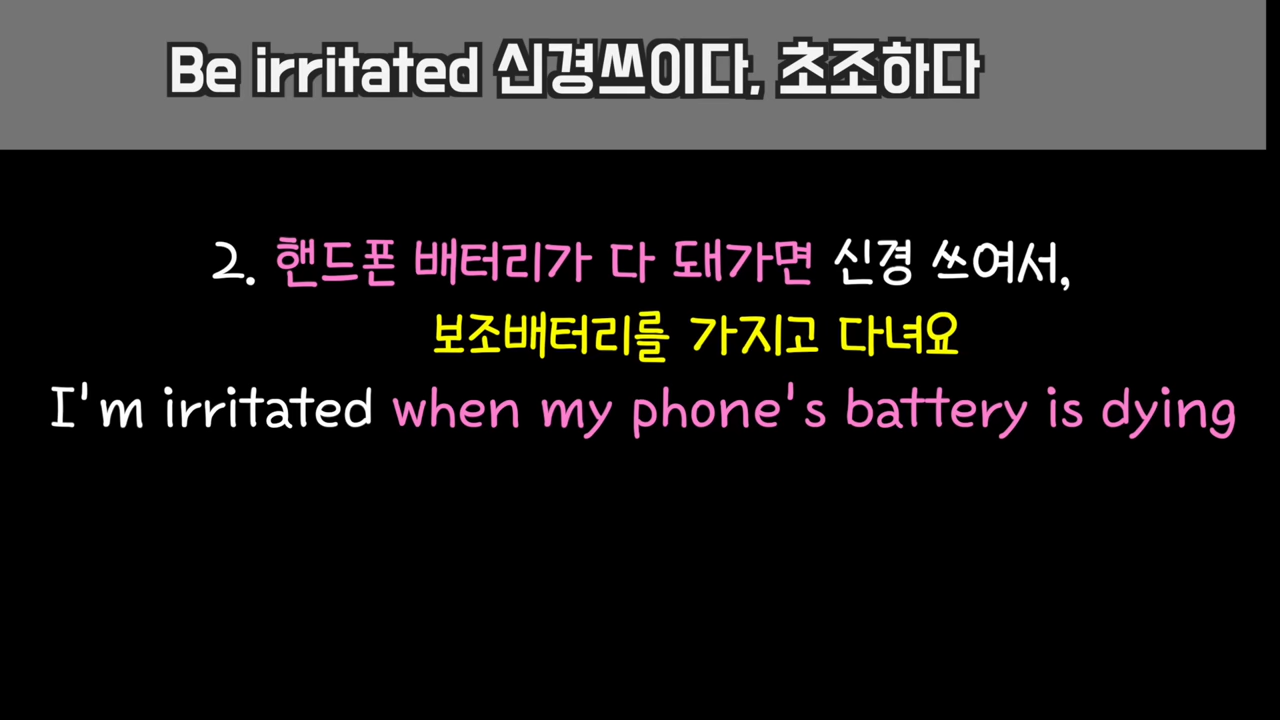 Be irritated 신경쓰이다, 초조하다
2. 핸드폰 배터리가 다 돼가면 신경 쓰여서,
보조배터리를 가지고 다녀요
I'm irritated when my phone's battery is dying